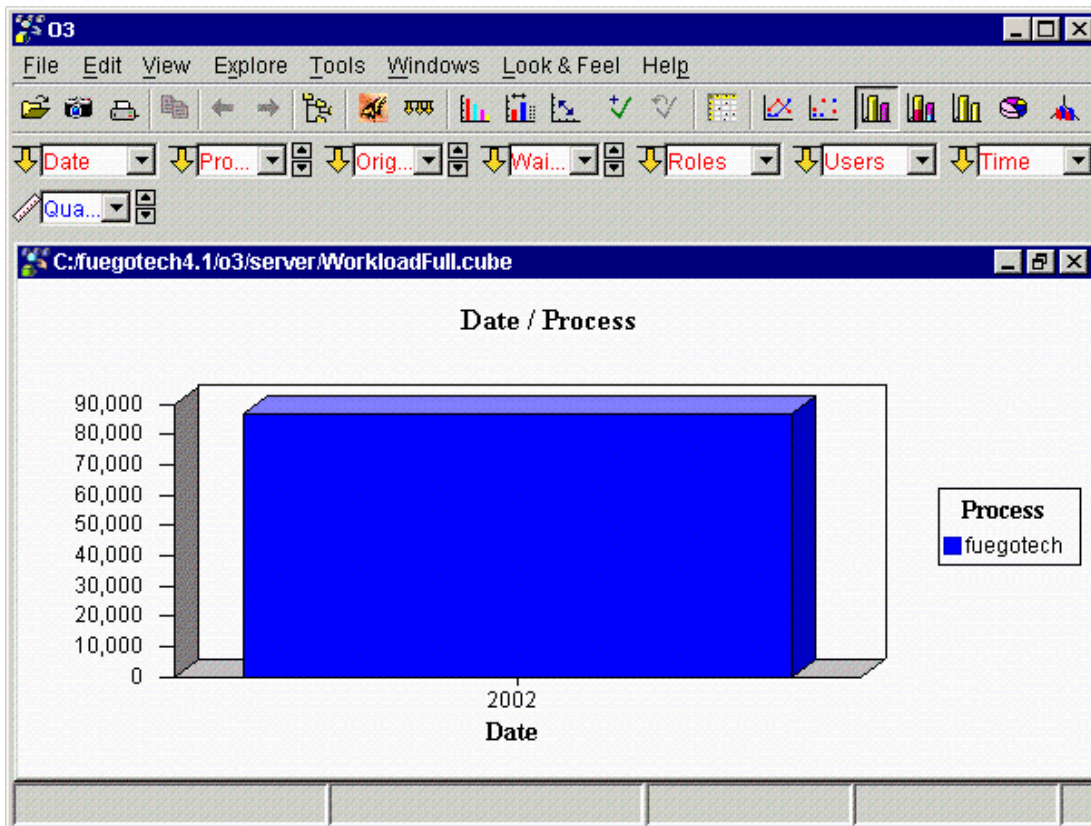 O3
File Edit View Explore Tools Windows Look & Feel Help
Date Pro... Orig... Wai... Roles Users Time
Qua...
C:/fuegotech4.1/o3/server/WorkloadFull.cube
Date / Process
90,000
80,000
70,000
60,000
50,000
40,000
30,000
20,000
10,000
0
2002
Date
Process
fuegotech